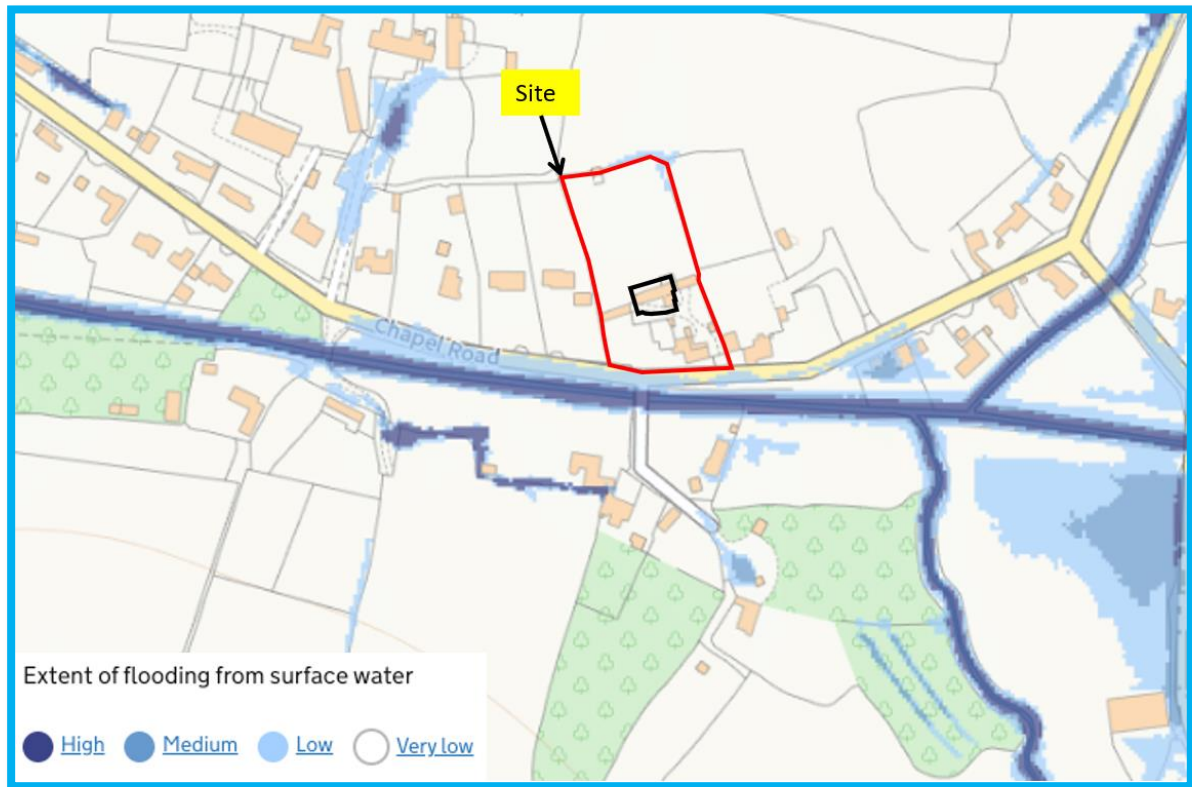 Site
Chapel Road
Extent of flooding from surface water
High Medium Low Very low